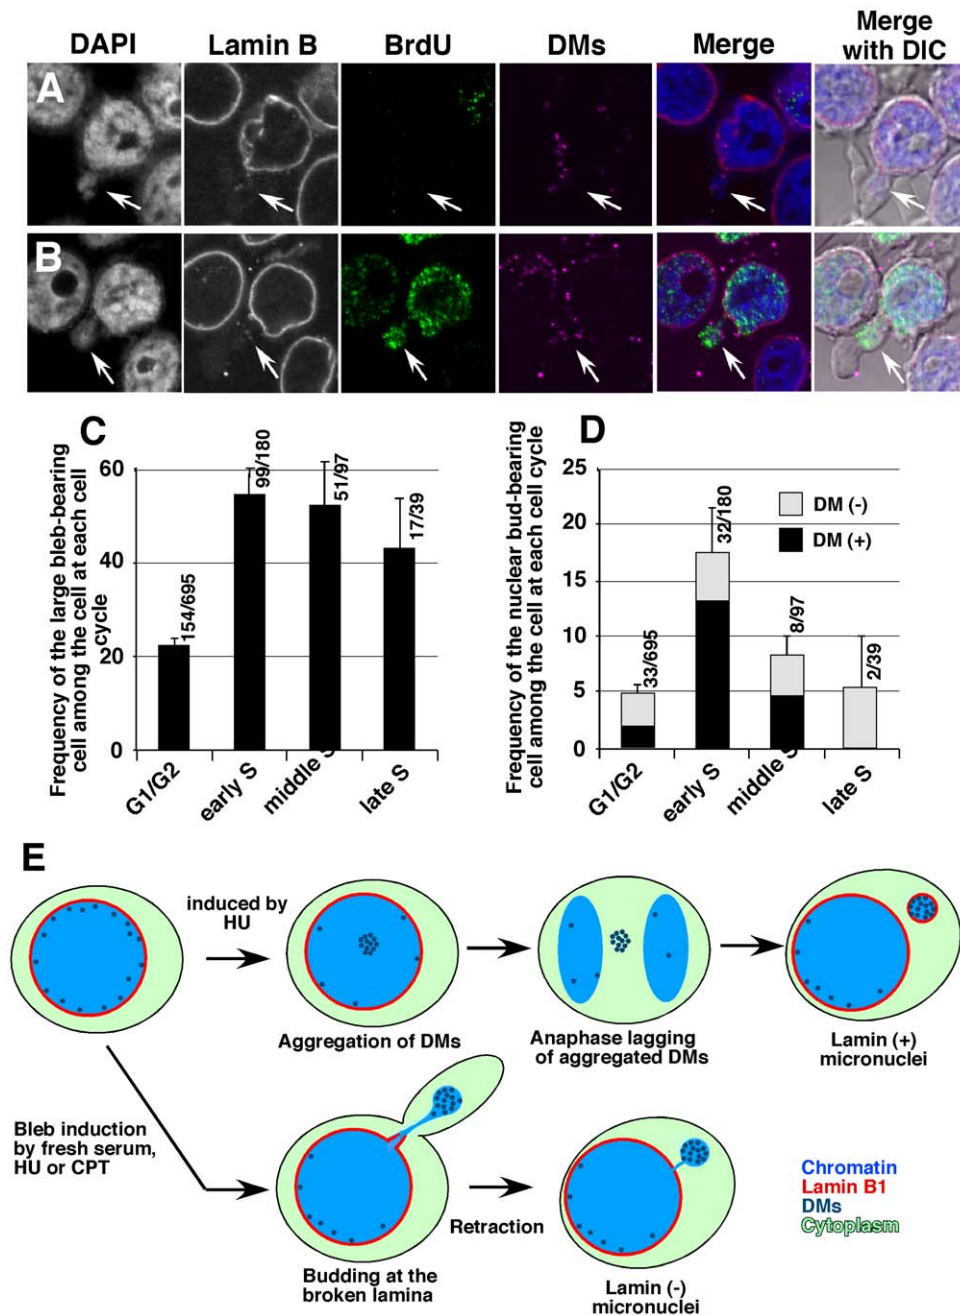 DAPI Lamin B BrdU DMs Merge Merge
with DIC
A
B
C
Frequency of the large bleb-bearing
cell among the cell at each cell
cycle
60
40
20
0
154/695
99/180
51/97
17/39
G1/G2
early S
middle S
late S
D
Frequency of the nuclear bud-bearing
cell among the cell at each cell cycle
25
20
15
10
5
0
33/695
32/180
8/97
2/39
DM (-)
DM (+)
G1/G2
early S
middle S
late S
E
induced by
HU
Aggregation of DMs
Anaphase lagging
of aggregated DMs
Lamin (+)
micronuclei
Bleb induction
by fresh serum,
HU or CPT
Budding at the
broken lamina
Retraction
Lamin (-)
micronuclei
Chromatin
Lamin B1
DMs
Cytoplasm